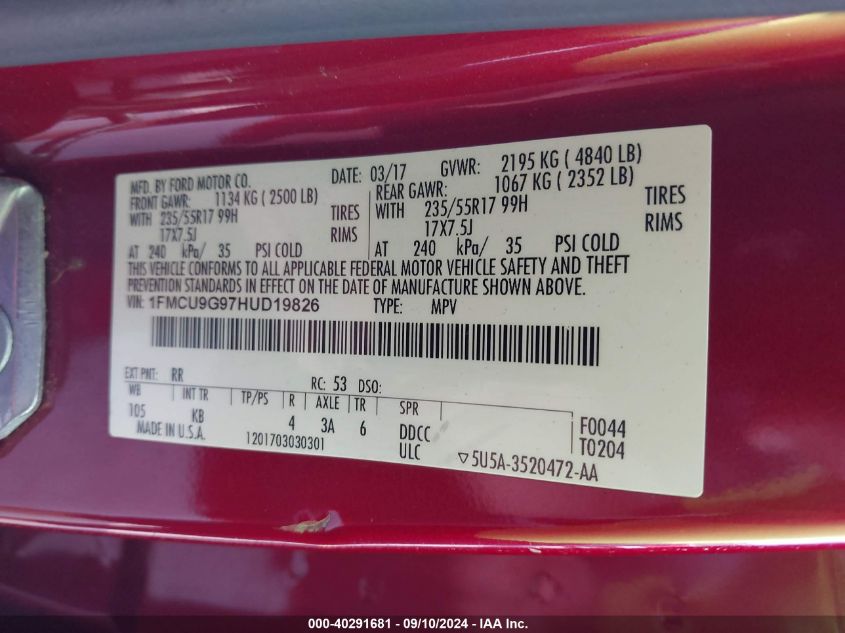 MFD. BY FORD MOTOR CO.
DATE: 03/17 GVWR: 2195 KG ( 4840 LB)
FRONT GAWR: 1134 KG ( 2500 LB)
REAR GAWR: 1067 KG ( 2352 LB)
WITH 235/55R17 99H TIRES
WITH 235/55R17 99H TIRES
17X7.5J RIMS
17X7.5J RIMS
AT 240 kPa/ 35 PSI COLD
AT 240 kPa/ 35 PSI COLD
THIS VEHICLE CONFORMS TO ALL APPLICABLE FEDERAL MOTOR VEHICLE SAFETY AND THEFT
PREVENTION STANDARDS IN EFFECT ON THE DATE OF MANUFACTURE SHOWN ABOVE.
VIN: 1FMCU9G97HUD19826 TYPE: MPV
EXT PNT: RR RC: 53 DSO:
WB INT TR TP/PS R AXLE TR SPR
105 KB 4 3A 6 DDCC F0044
MADE IN U.S.A. 1201703030301 ULC T0204
▽5U5A-3520472-AA
000-40291681 - 09/10/2024 - IAA Inc.